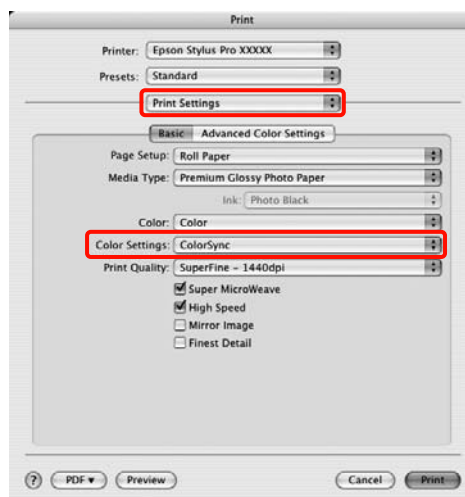 Print
Printer: Epson Stylus Pro XXXXX
Presets: Standard
Print Settings
Basic Advanced Color Settings
Page Setup: Roll Paper
Media Type: Premium Glossy Photo Paper
Ink: Photo Black
Color: Color
Color Settings: ColorSync
Print Quality: SuperFine – 1440dpi
Super MicroWeave
High Speed
Mirror Image
Finest Detail
? PDF ▼ Preview Cancel Print